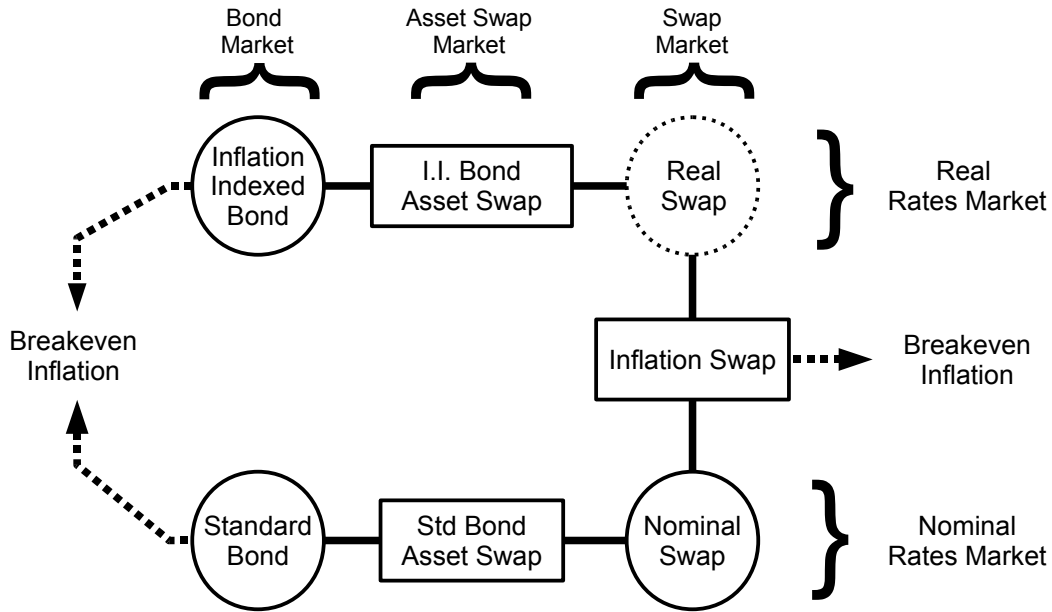 Bond
Market
Asset Swap
Market
Swap
Market
Inflation
Indexed
Bond
I.I. Bond
Asset Swap
Real
Swap
Real
Rates Market
Breakeven
Inflation
Inflation Swap
Breakeven
Inflation
Standard
Bond
Std Bond
Asset Swap
Nominal
Swap
Nominal
Rates Market